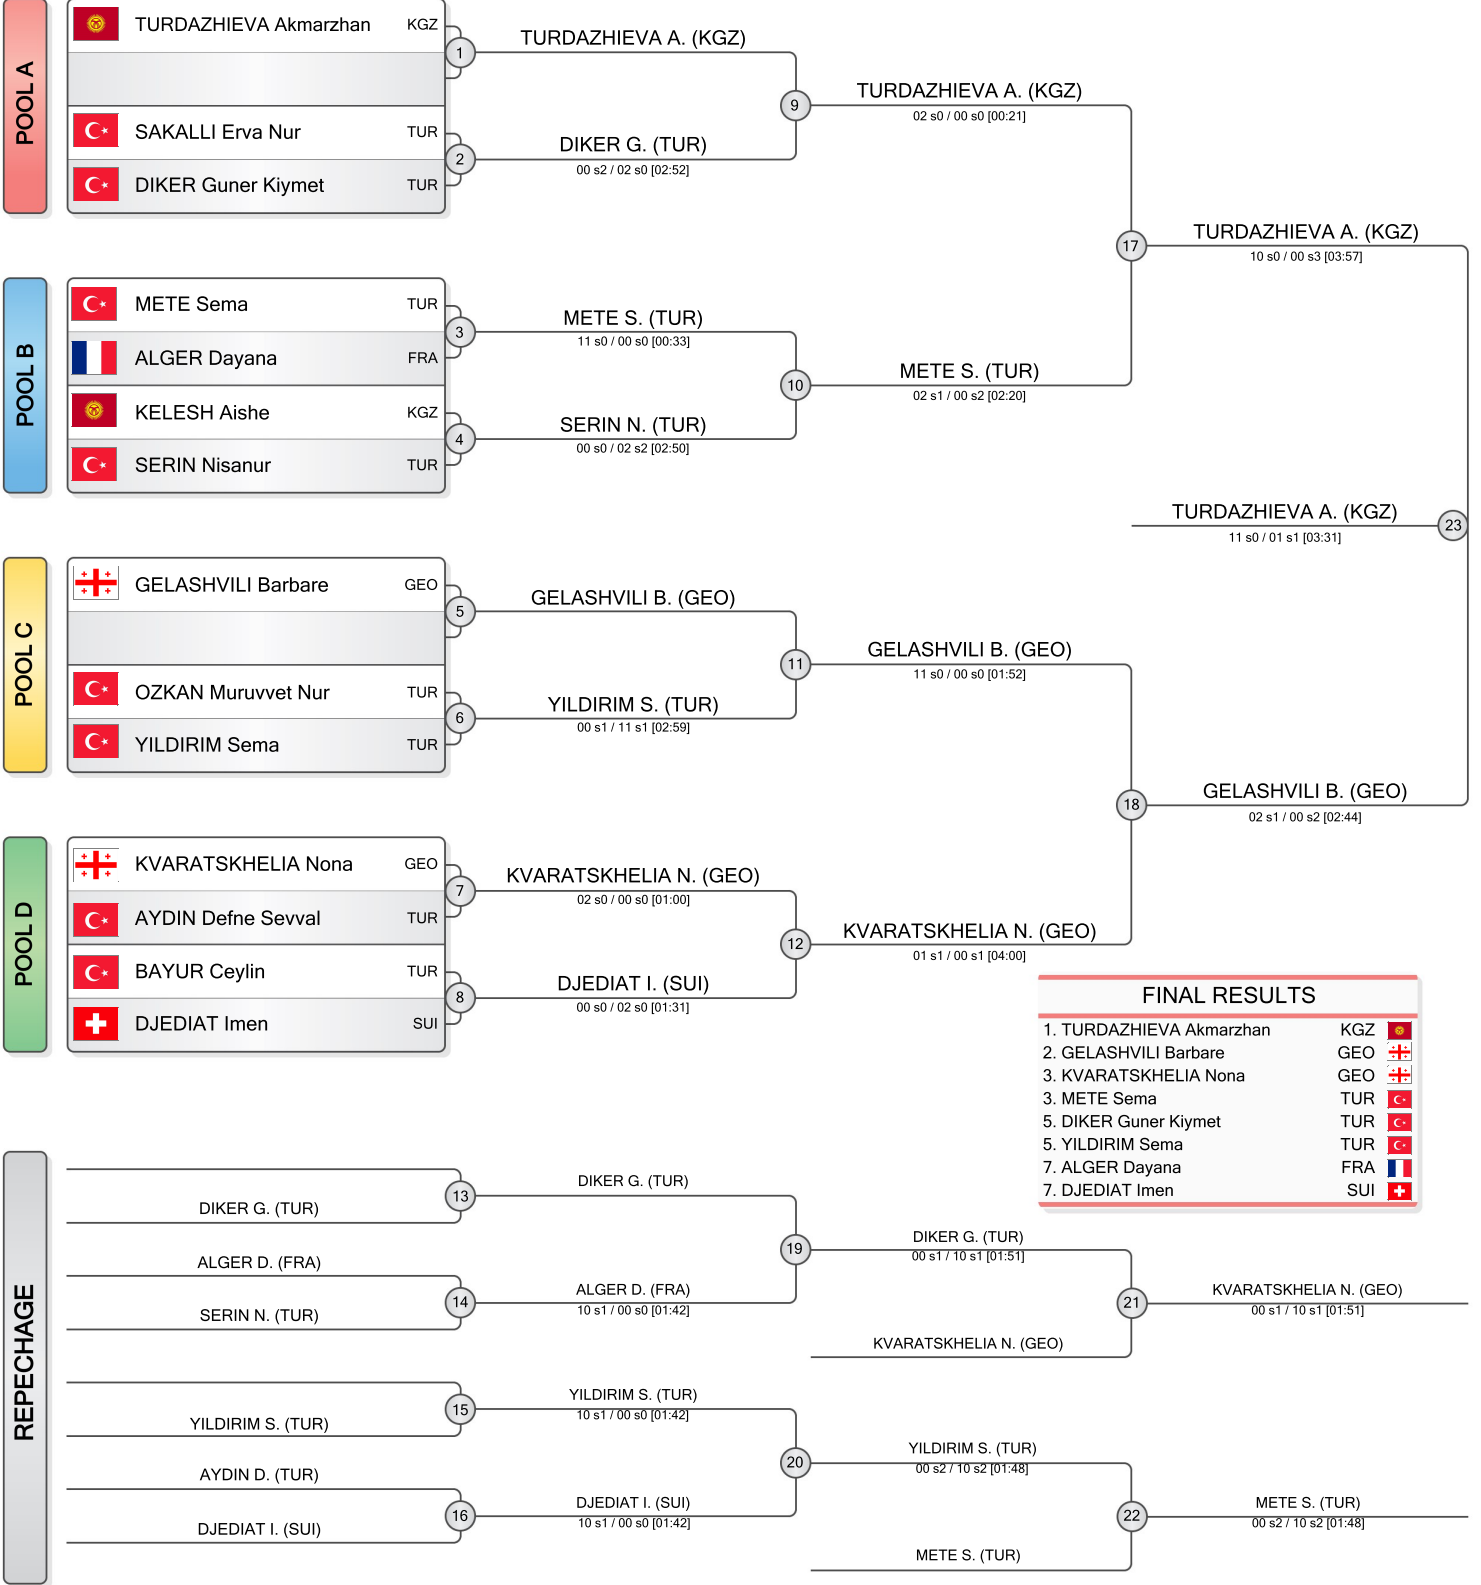 POOL A
TURDAZHIEVA Akmarzhan KGZ
SAKALLI Erva Nur TUR
DIKER Guner Kiymet TUR
1
TURDAZHIEVA A. (KGZ)
2
DIKER G. (TUR)
00 s2 / 02 s0 [02:52]
9
TURDAZHIEVA A. (KGZ)
02 s0 / 00 s0 [00:21]
POOL B
METE Sema TUR
ALGER Dayana FRA
KELESH Aishe KGZ
SERIN Nisanur TUR
3
METE S. (TUR)
11 s0 / 00 s0 [00:33]
4
SERIN N. (TUR)
00 s0 / 02 s2 [02:50]
10
METE S. (TUR)
02 s1 / 00 s2 [02:20]
17
TURDAZHIEVA A. (KGZ)
10 s0 / 00 s3 [03:57]
TURDAZHIEVA A. (KGZ)
11 s0 / 01 s1 [03:31]
23
POOL C
GELASHVILI Barbare GEO
OZKAN Muruvvet Nur TUR
YILDIRIM Sema TUR
5
GELASHVILI B. (GEO)
6
YILDIRIM S. (TUR)
00 s1 / 11 s1 [02:59]
11
GELASHVILI B. (GEO)
11 s0 / 00 s0 [01:52]
POOL D
KVARATSKHELIA Nona GEO
AYDIN Defne Sevval TUR
BAYUR Ceylin TUR
DJEDIAT Imen SUI
7
KVARATSKHELIA N. (GEO)
02 s0 / 00 s0 [01:00]
8
DJEDIAT I. (SUI)
00 s0 / 02 s0 [01:31]
12
KVARATSKHELIA N. (GEO)
01 s1 / 00 s1 [04:00]
18
GELASHVILI B. (GEO)
02 s1 / 00 s2 [02:44]
FINAL RESULTS
1. TURDAZHIEVA Akmarzhan KGZ
2. GELASHVILI Barbare GEO
3. KVARATSKHELIA Nona GEO
3. METE Sema TUR
5. DIKER Guner Kiymet TUR
5. YILDIRIM Sema TUR
7. ALGER Dayana FRA
7. DJEDIAT Imen SUI
REPECHAGE
DIKER G. (TUR)
13
DIKER G. (TUR)
ALGER D. (FRA)
SERIN N. (TUR)
14
ALGER D. (FRA)
10 s1 / 00 s0 [01:42]
19
DIKER G. (TUR)
00 s1 / 10 s1 [01:51]
KVARATSKHELIA N. (GEO)
21
KVARATSKHELIA N. (GEO)
00 s1 / 10 s1 [01:51]
YILDIRIM S. (TUR)
15
YILDIRIM S. (TUR)
10 s1 / 00 s0 [01:42]
AYDIN D. (TUR)
DJEDIAT I. (SUI)
16
DJEDIAT I. (SUI)
10 s1 / 00 s0 [01:42]
20
YILDIRIM S. (TUR)
00 s2 / 10 s2 [01:48]
METE S. (TUR)
22
METE S. (TUR)
00 s2 / 10 s2 [01:48]